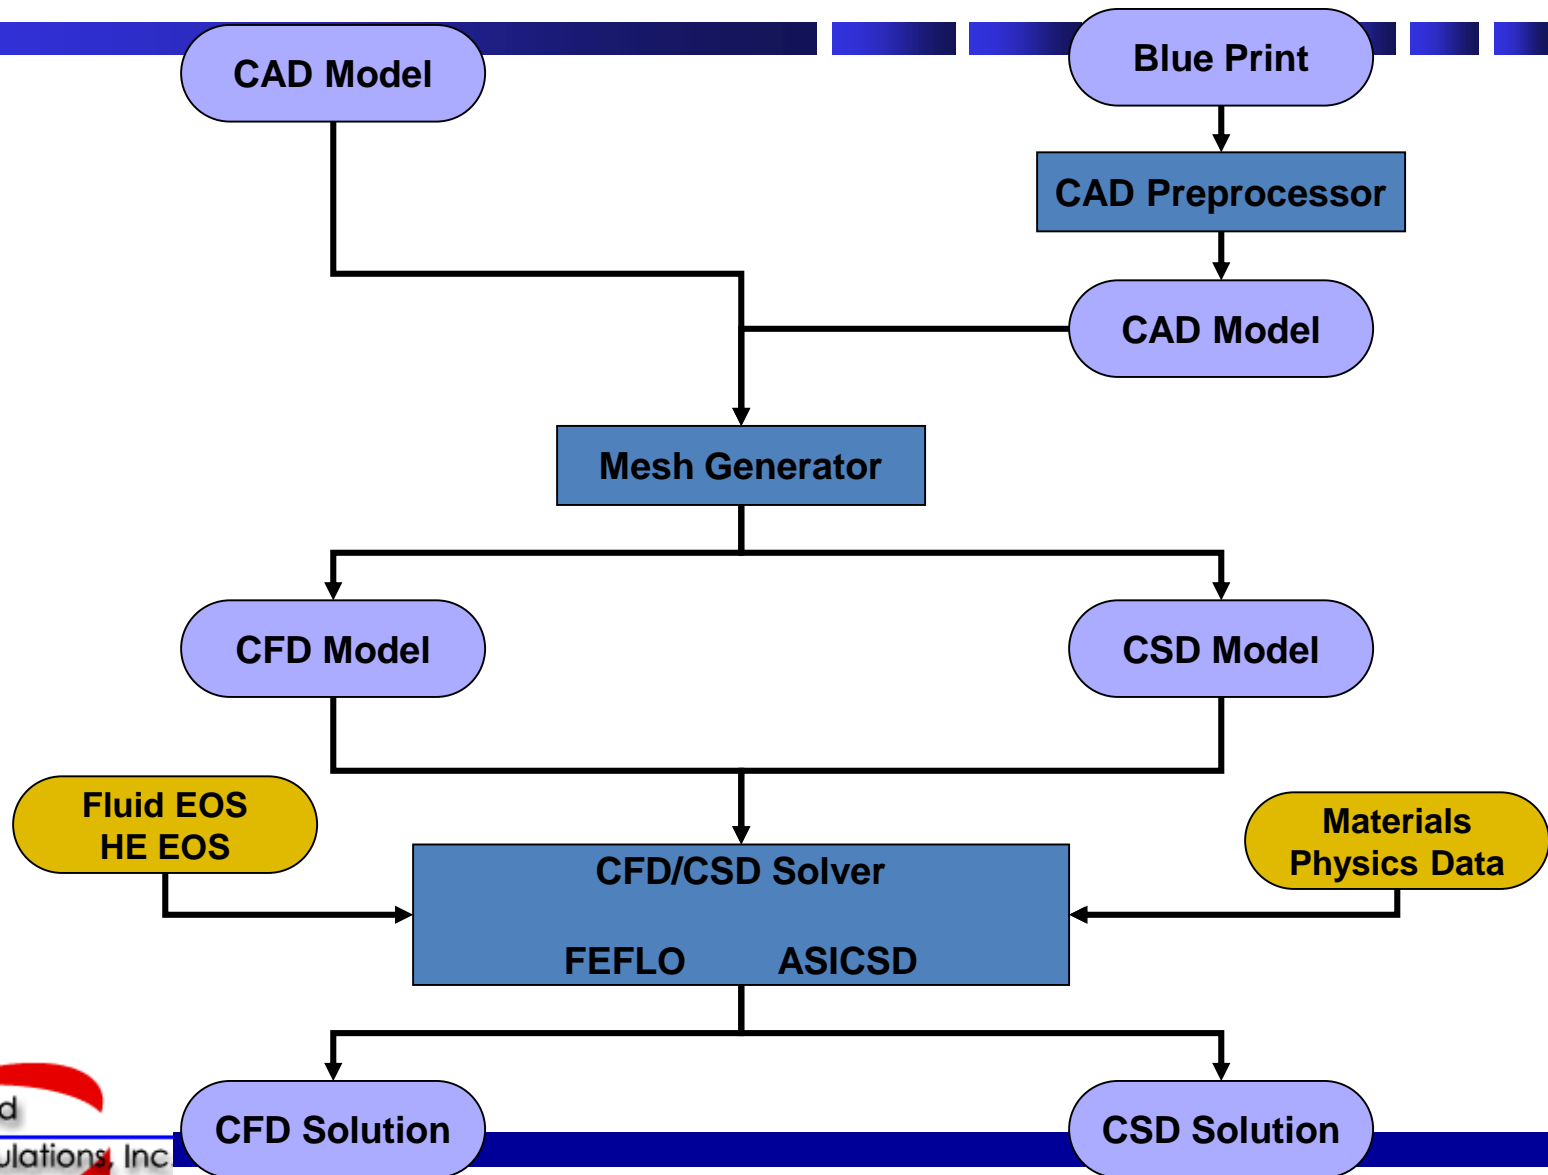 CAD Model
Blue Print
CAD Preprocessor
CAD Model
Mesh Generator
CFD Model
CSD Model
Fluid EOS
HE EOS
Materials
Physics Data
CFD/CSD Solver
FEFLO ASICSD
CFD Solution
CSD Solution
Inc.